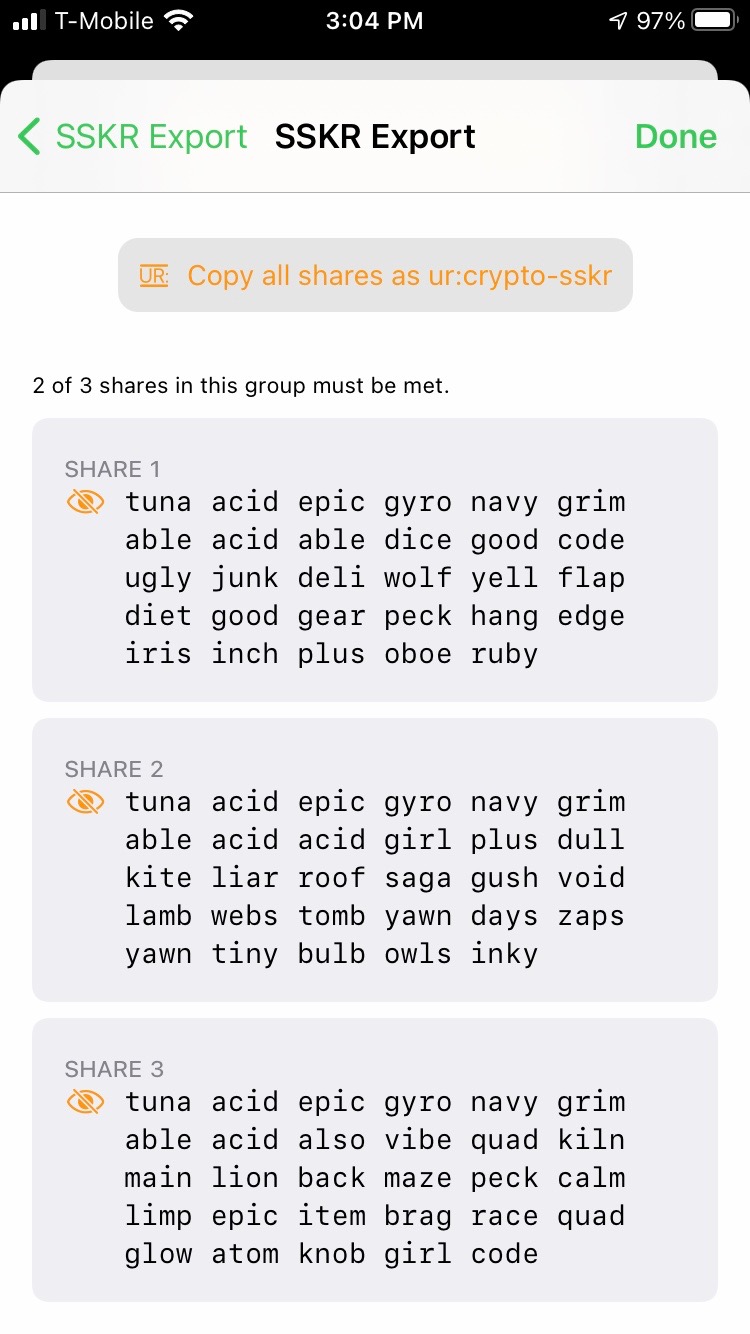 T-Mobile 3:04 PM 97%
SSKR Export SSKR Export Done
UR: Copy all shares as ur:crypto-sskr
2 of 3 shares in this group must be met.
SHARE 1
tuna acid epic gyro navy grim
able acid able dice good code
ugly junk deli wolf yell flap
diet good gear peck hang edge
iris inch plus oboe ruby
SHARE 2
tuna acid epic gyro navy grim
able acid acid girl plus dull
kite liar roof saga gush void
lamb webs tomb yawn days zaps
yawn tiny bulb owls inky
SHARE 3
tuna acid epic gyro navy grim
able acid also vibe quad kiln
main lion back maze peck calm
limp epic item brag race quad
glow atom knob girl code